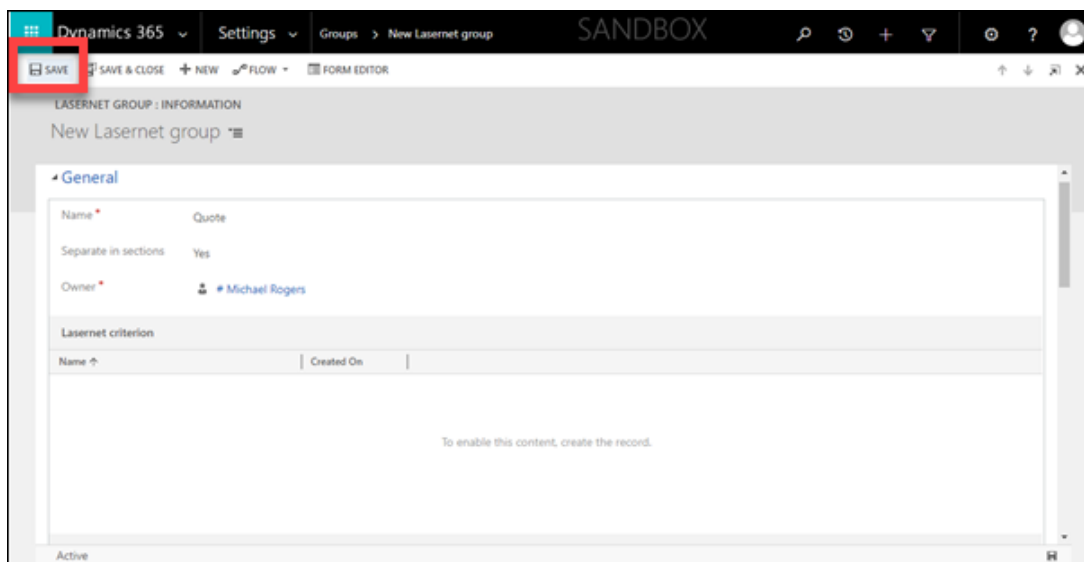 Dynamics 365 Settings Groups > New Lasernet group SANDBOX
SAVE SAVE & CLOSE + NEW FLOW FORM EDITOR
LASERNET GROUP : INFORMATION
New Lasernet group
General
Name * Quote
Separate in sections Yes
Owner * # Michael Rogers
Lasernet criterion
Name ↑ Created On
To enable this content, create the record.
Active